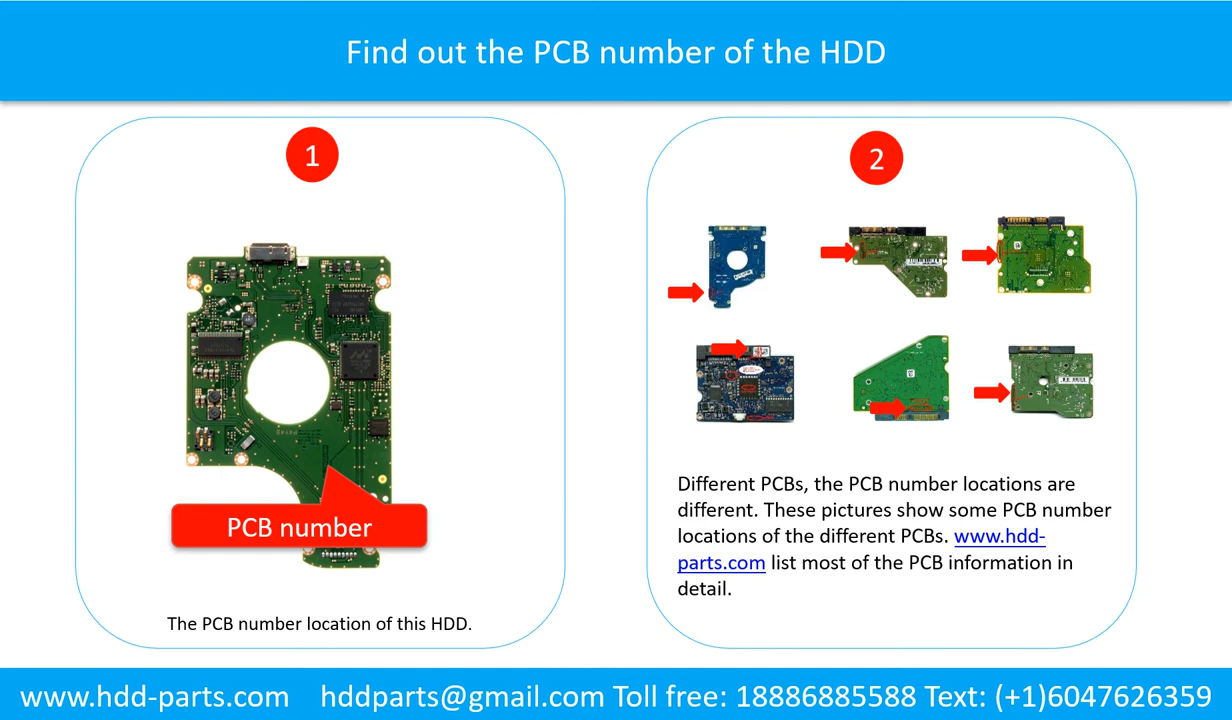 Find out the PCB number of the HDD
1
2
PCB number
The PCB number location of this HDD.
Different PCBs, the PCB number locations are
different. These pictures show some PCB number
locations of the different PCBs. www.hdd-
parts.com list most of the PCB information in
detail.
www.hdd-parts.com hddparts@gmail.com Toll free: 18886885588 Text: (+1)6047626359